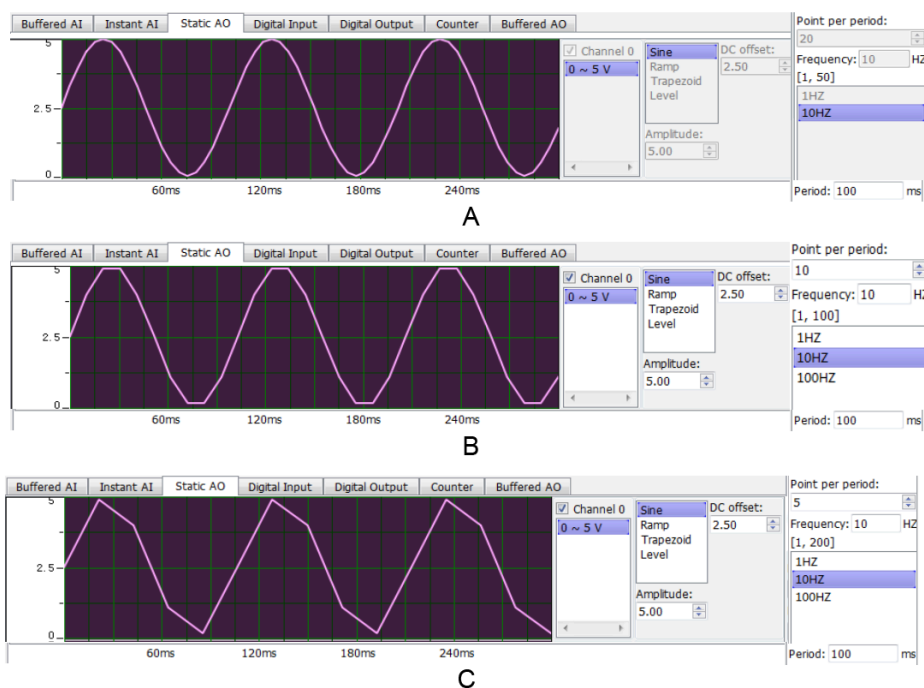 Buffered AI Instant AI Static AO Digital Input Digital Output Counter Buffered AO
5
2.5
0
60ms 120ms 180ms 240ms
Channel 0
0 ~ 5 V
Sine
Ramp
Trapezoid
Level
Amplitude:
5.00
DC offset:
2.50
Point per period:
20
Frequency: 10 HZ
[1, 50]
1HZ
10HZ
Period: 100 ms
A
Buffered AI Instant AI Static AO Digital Input Digital Output Counter Buffered AO
5
2.5
0
60ms 120ms 180ms 240ms
Channel 0
0 ~ 5 V
Sine
Ramp
Trapezoid
Level
Amplitude:
5.00
DC offset:
2.50
Point per period:
10
Frequency: 10 HZ
[1, 100]
1HZ
10HZ
100HZ
Period: 100 ms
B
Buffered AI Instant AI Static AO Digital Input Digital Output Counter Buffered AO
5
2.5
0
60ms 120ms 180ms 240ms
Channel 0
0 ~ 5 V
Sine
Ramp
Trapezoid
Level
Amplitude:
5.00
DC offset:
2.50
Point per period:
5
Frequency: 10 HZ
[1, 200]
1HZ
10HZ
100HZ
Period: 100 ms
C